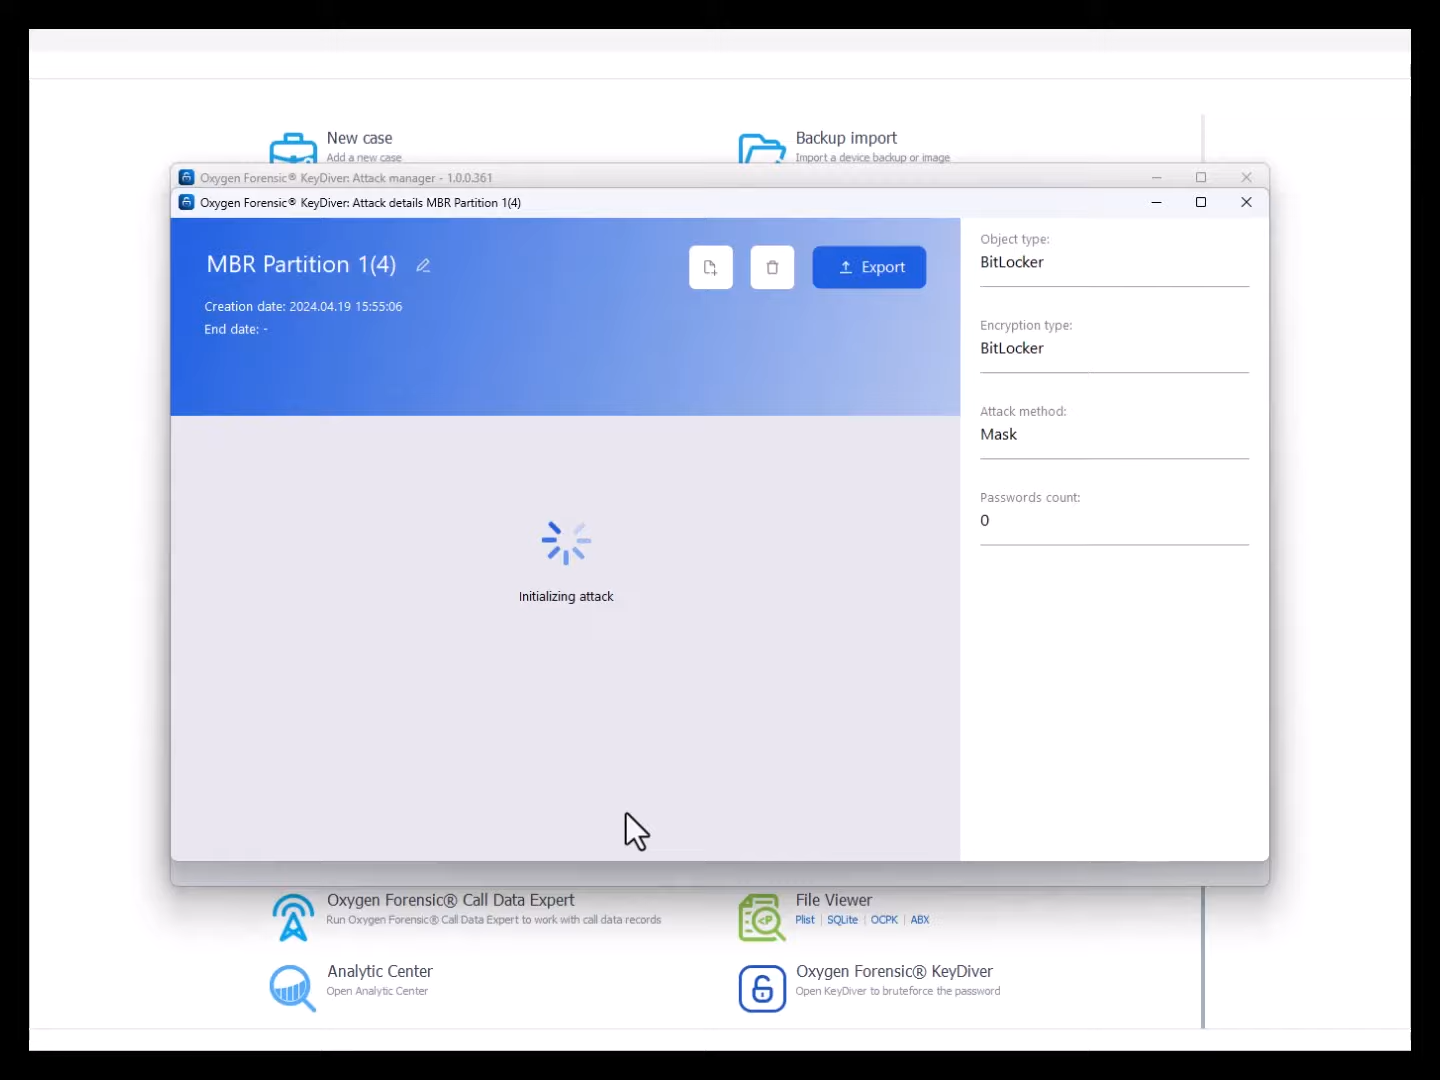 New case
Add a new case
Backup import
Import a device backup or image
Oxygen Forensic® KeyDiver: Attack manager - 1.0.0.361
Oxygen Forensic® KeyDiver: Attack details MBR Partition 1(4)
MBR Partition 1(4)
Export
Creation date: 2024.04.19 15:55:06
End date: -
Object type:
BitLocker
Encryption type:
BitLocker
Attack method:
Mask
Passwords count:
0
Initializing attack
Oxygen Forensic® Call Data Expert
Run Oxygen Forensic® Call Data Expert to work with call data records
File Viewer
Plist | SQLite | OCPK | ABX
Analytic Center
Open Analytic Center
Oxygen Forensic® KeyDiver
Open KeyDiver to bruteforce the password